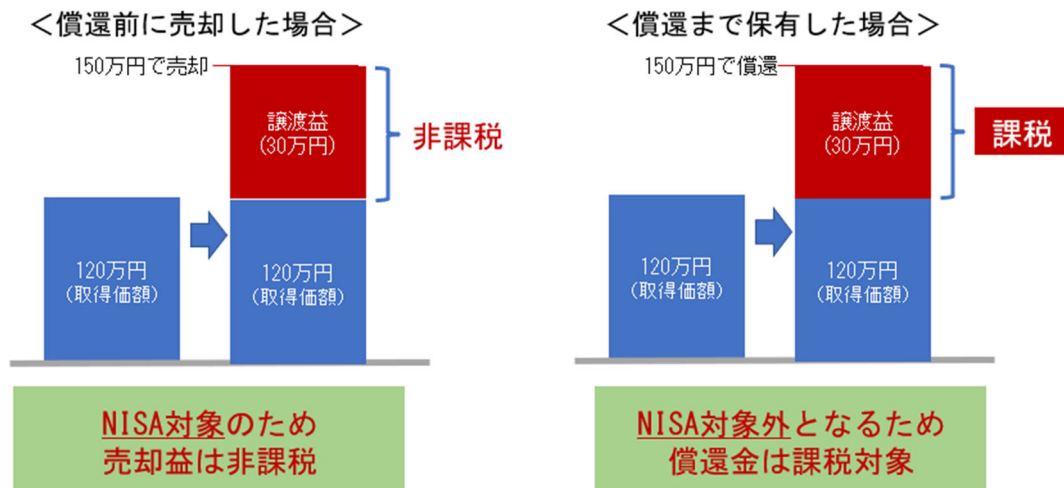 <償還前に売却した場合>
150万円で売却
譲渡益
(30万円)
非課税
120万円
(取得価額)
120万円
(取得価額)
NISA対象のため
売却益は非課税
<償還まで保有した場合>
150万円で償還
譲渡益
(30万円)
課税
120万円
(取得価額)
120万円
(取得価額)
NISA対象外となるため
償還金は課税対象